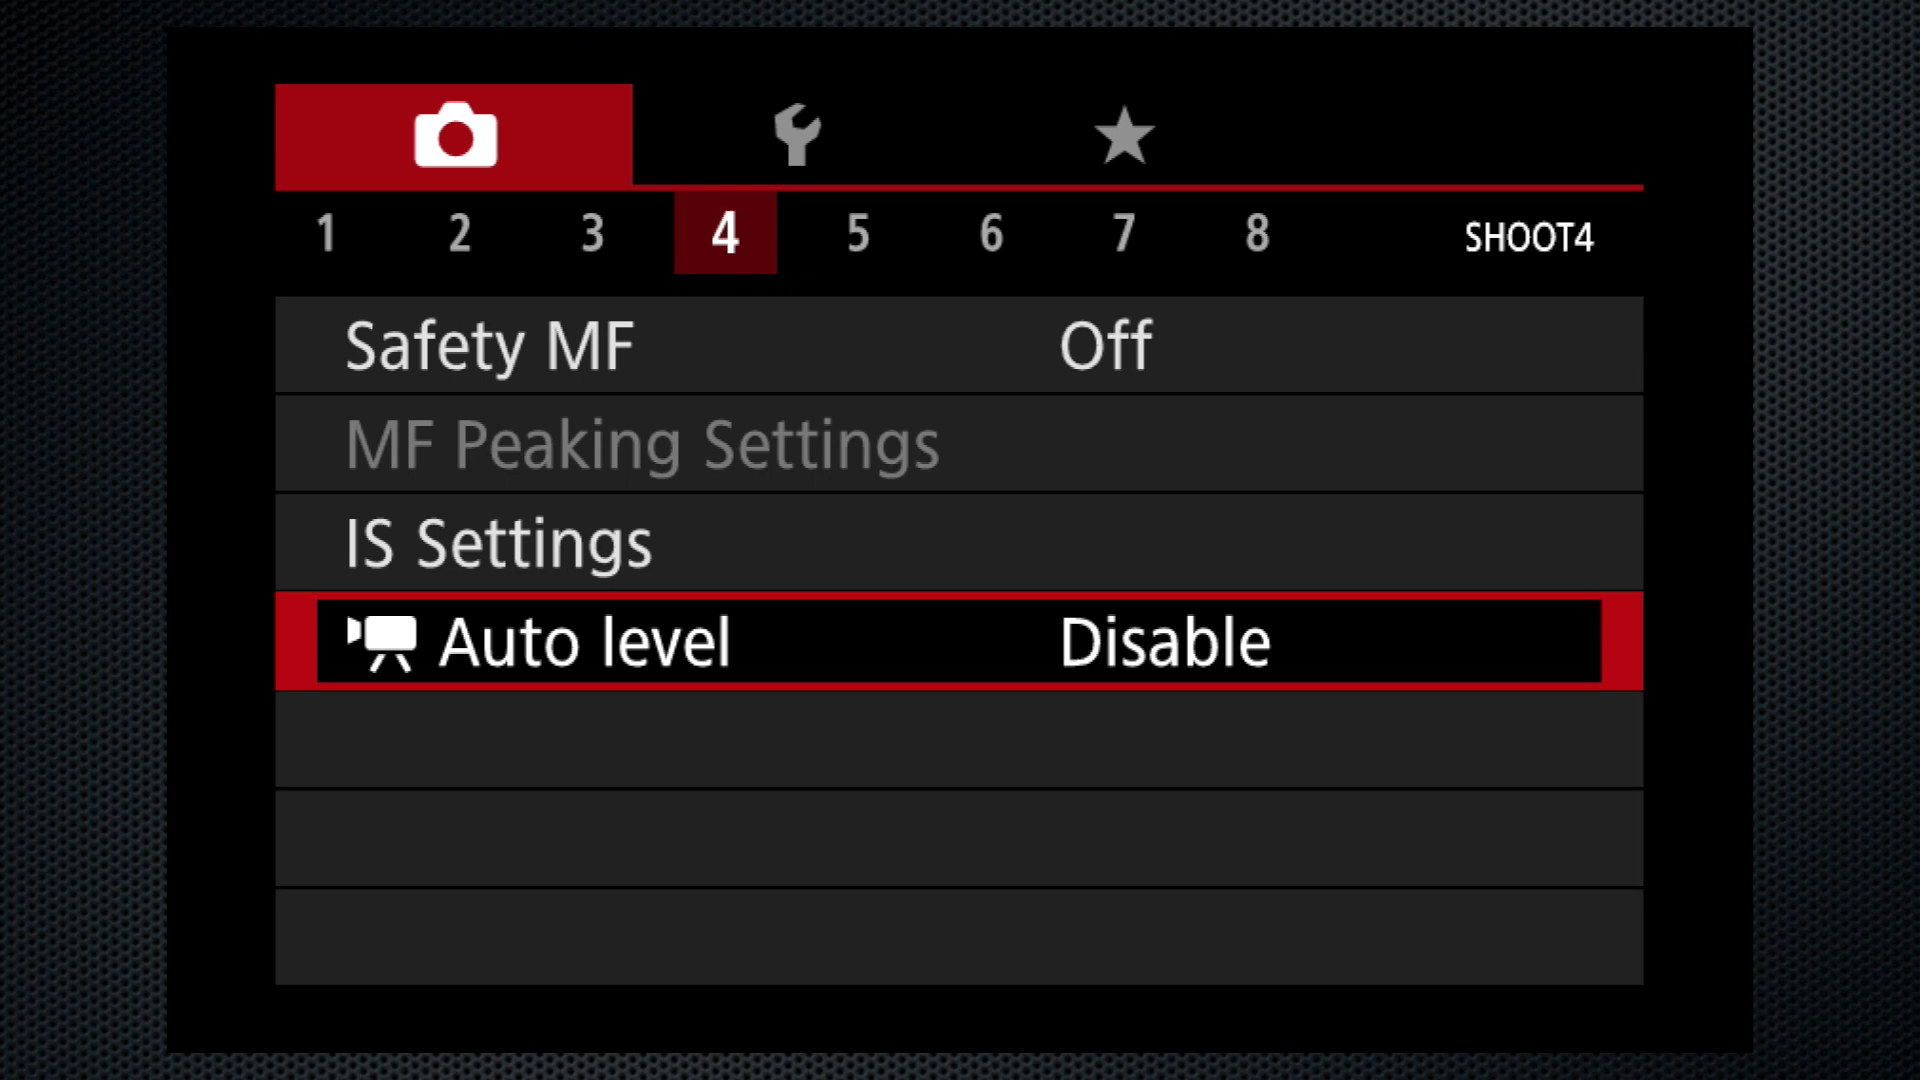 1 2 3 4 5 6 7 8 SHOOT4
Safety MF Off
MF Peaking Settings
IS Settings
Auto level Disable